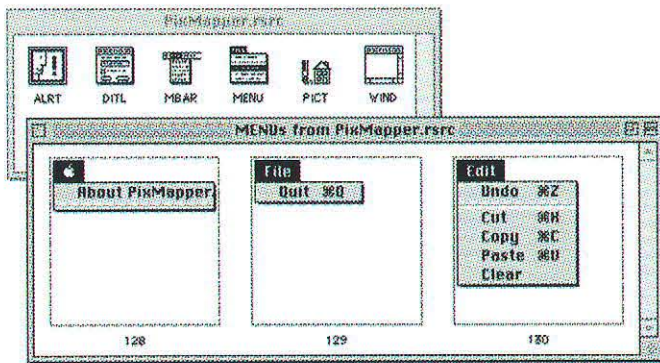 PixMapper.rsrc
ALRT DITL MBAR MENU PICT WIND
MENUs from PixMapper.rsrc
About PixMapper
128
File
Quit ⌘Q
129
Edit
Undo ⌘Z
Cut ⌘X
Copy ⌘C
Paste ⌘V
Clear
130